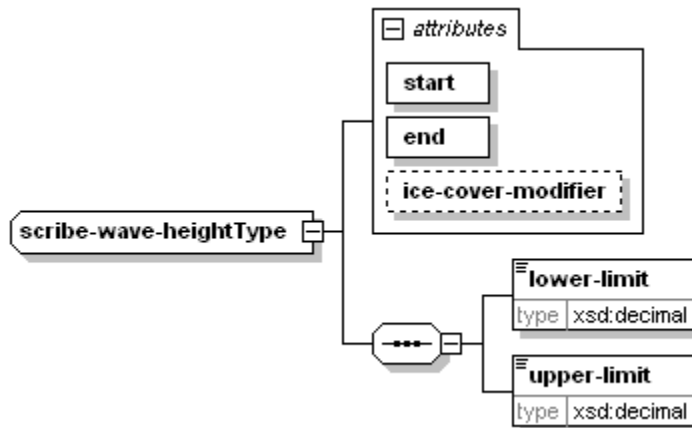 attributes
start
end
ice-cover-modifier
scribe-wave-heightType
lower-limit
type xsd:decimal
upper-limit
type xsd:decimal